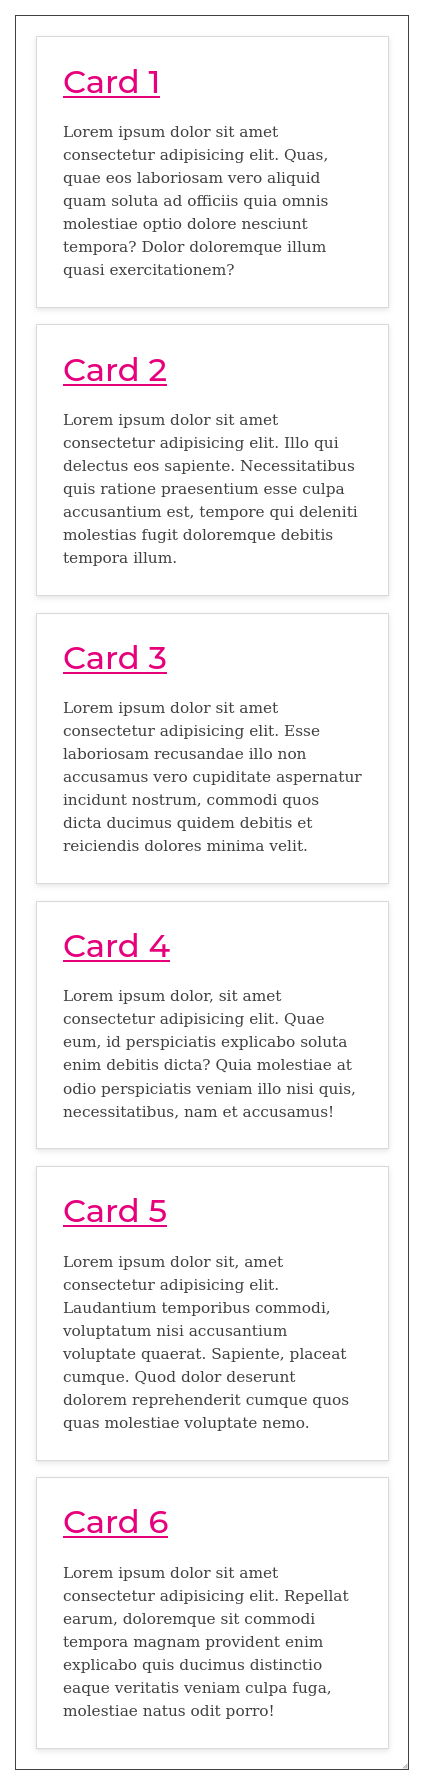 Card 1
Lorem ipsum dolor sit amet
consectetur adipisicing elit. Quas,
quae eos laboriosam vero aliquid
quam soluta ad officiis quia omnis
molestiae optio dolore nesciunt
tempora? Dolor doloremque illum
quasi exercitationem?
Card 2
Lorem ipsum dolor sit amet
consectetur adipisicing elit. Illo qui
delectus eos sapiente. Necessitatibus
quis ratione praesentium esse culpa
accusantium est, tempore qui deleniti
molestias fugit doloremque debitis
tempora illum.
Card 3
Lorem ipsum dolor sit amet
consectetur adipisicing elit. Esse
laboriosam recusandae illo non
accusamus vero cupiditate aspernatur
incidunt nostrum, commodi quos
dicta ducimus quidem debitis et
reiciendis dolores minima velit.
Card 4
Lorem ipsum dolor, sit amet
consectetur adipisicing elit. Quae
eum, id perspiciatis explicabo soluta
enim debitis dicta? Quia molestiae at
odio perspiciatis veniam illo nisi quis,
necessitatibus, nam et accusamus!
Card 5
Lorem ipsum dolor sit, amet
consectetur adipisicing elit.
Laudantium temporibus commodi,
voluptatum nisi accusantium
voluptate quaerat. Sapiente, placeat
cumque. Quod dolor deserunt
dolorem reprehenderit cumque quos
quas molestiae voluptate nemo.
Card 6
Lorem ipsum dolor sit amet
consectetur adipisicing elit. Repellat
earum, doloremque sit commodi
tempora magnam provident enim
explicabo quis ducimus distinctio
eaque veritatis veniam culpa fuga,
molestiae natus odit porro!